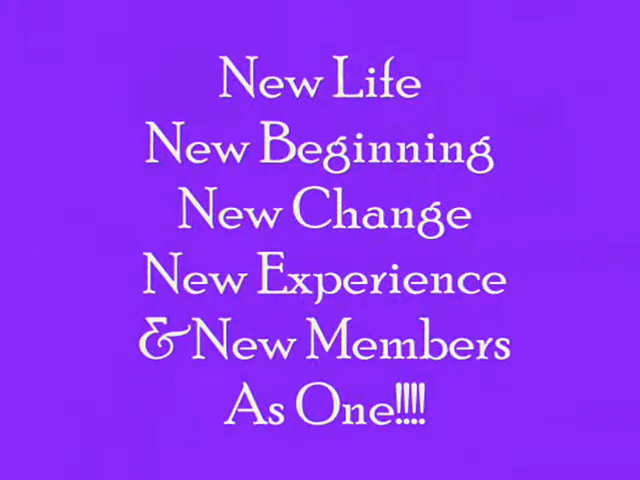 New Life
New Beginning
New Change
New Experience
& New Members
As One!!!!